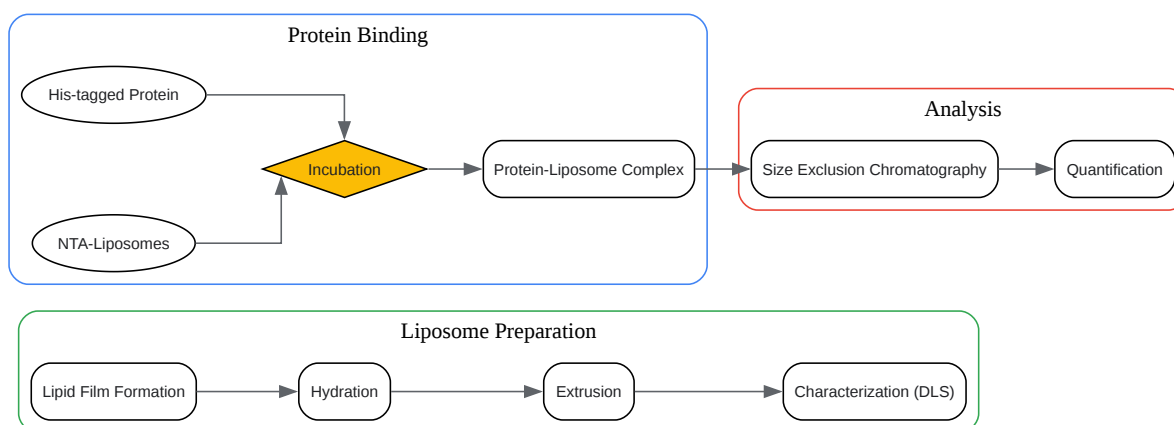 Protein Binding
His-tagged Protein
NTA-Liposomes
Incubation
Protein-Liposome Complex
Analysis
Size Exclusion Chromatography
Quantification
Liposome Preparation
Lipid Film Formation
Hydration
Extrusion
Characterization (DLS)